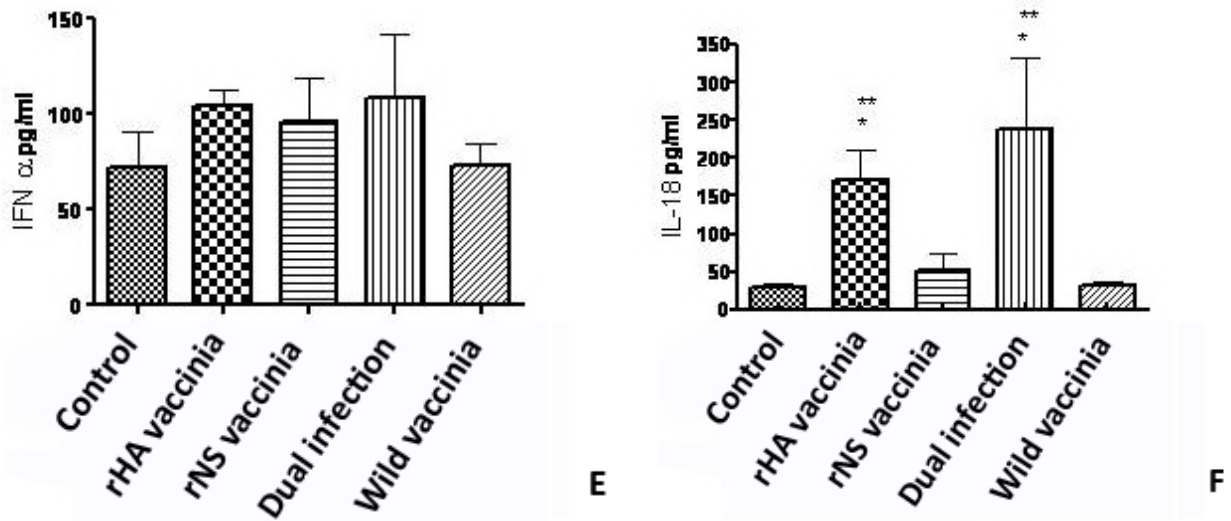 150
100
50
0
IFN α pg/ml
Control
rHA vaccinia
rNS vaccinia
Dual infection
Wild vaccinia
E
350
300
250
200
150
100
50
0
IL-18 pg/ml
**
*
**
*
Control
rHA vaccinia
rNS vaccinia
Dual infection
Wild vaccinia
F